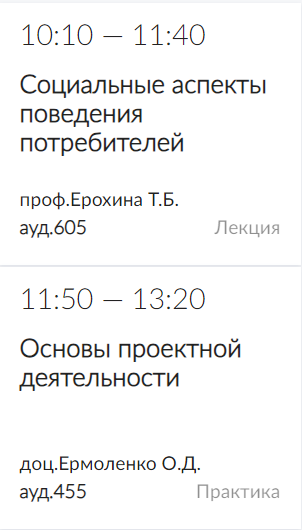 10:10 — 11:40
Социальные аспекты
поведения
потребителей
проф.Ерохина Т.Б.
ауд.605 Лекция
11:50 — 13:20
Основы проектной
деятельности
доц.Ермоленко О.Д.
ауд.455 Практика